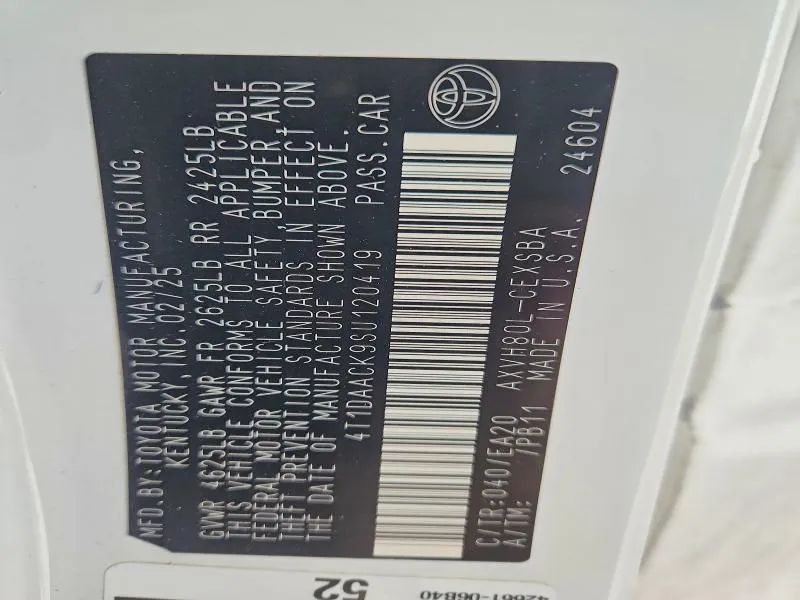 MFD. BY: TOYOTA MOTOR MANUFACTURING,
KENTUCKY, INC. 02/25
GVWR 4625LB GAWR FR 2625LB RR 2425LB
THIS VEHICLE CONFORMS TO ALL APPLICABLE
FEDERAL MOTOR VEHICLE SAFETY, BUMPER, AND
THEFT PREVENTION STANDARDS IN EFFECT ON
THE DATE OF MANUFACTURE SHOWN ABOVE.
4T1DAACK9SU120419 PASS.CAR
C/TR:040/EA20 AXVH80L-CEXSBA
A/TM: /PB11 MADE IN U.S.A. 24604
52
42661-06B40